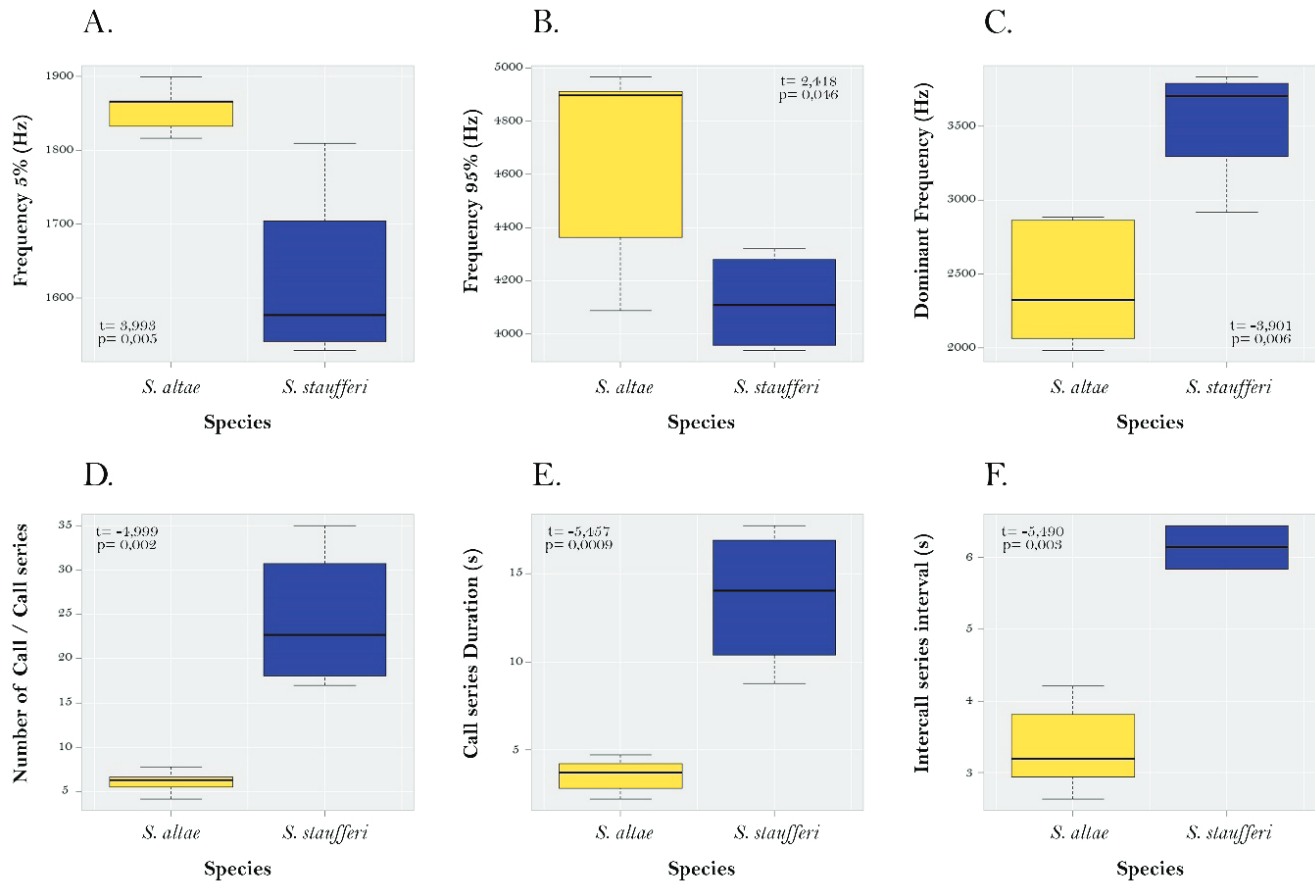 A.
Frequency 5% (Hz)
1900
1800
1700
1600
t= 3,993
p= 0,005
S. altae
S. staufferi
Species
B.
Frequency 95% (Hz)
5000
4800
4600
4400
4200
4000
t= 2,418
p= 0,046
S. altae
S. staufferi
Species
C.
Dominant Frequency (Hz)
3500
3000
2500
2000
t= -3,901
p= 0,006
S. altae
S. staufferi
Species
D.
Number of Call / Call series
35
30
25
20
15
10
5
t= -4,999
p= 0,002
S. altae
S. staufferi
Species
E.
Call series Duration (s)
15
10
5
t= -5,457
p= 0,0009
S. altae
S. staufferi
Species
F.
Intercall series interval (s)
6
5
4
3
t= -5,490
p= 0,003
S. altae
S. staufferi
Species